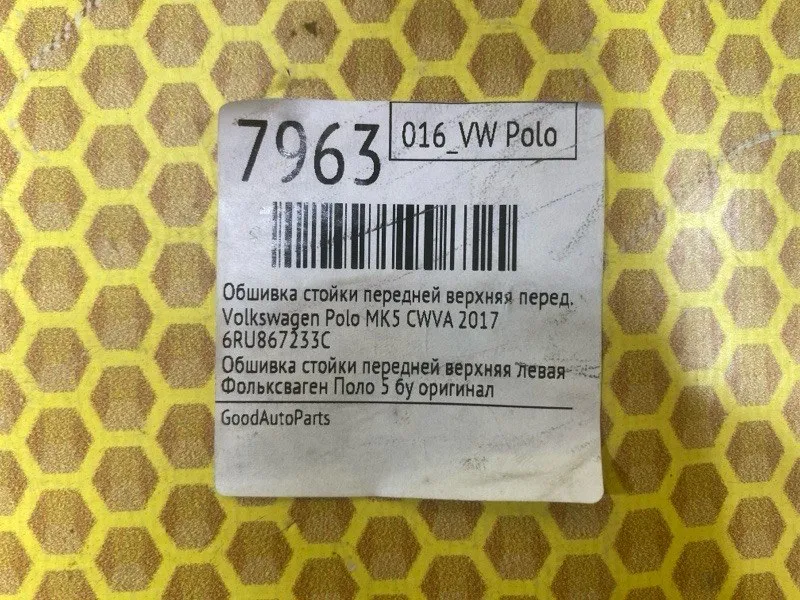 7963
016_VW Polo
Обшивка стойки передней верхняя перед.
Volkswagen Polo MK5 CWVA 2017
6RU867233C
Обшивка стойки передней верхняя левая
Фольксваген Поло 5 бу оригинал
GoodAutoParts